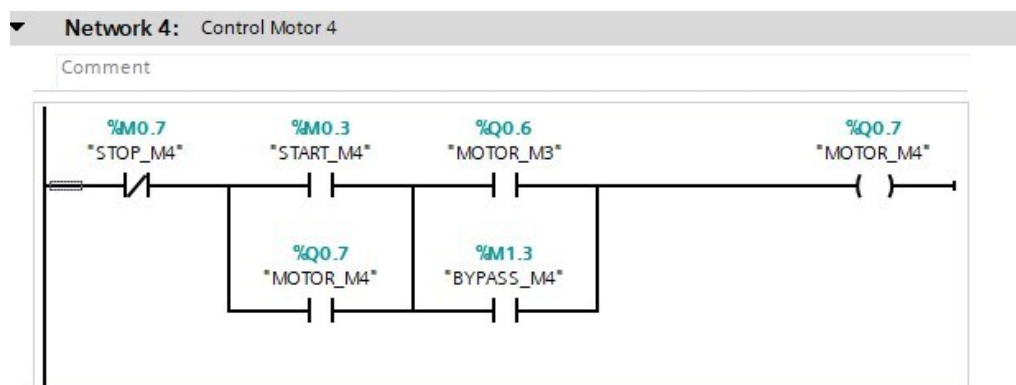 Network 4: Control Motor 4
Comment
%M0.7 %M0.3 %Q0.6 %Q0.7
"STOP_M4" "START_M4" "MOTOR_M3" "MOTOR_M4"
%Q0.7 %M1.3
"MOTOR_M4" "BYPASS_M4"